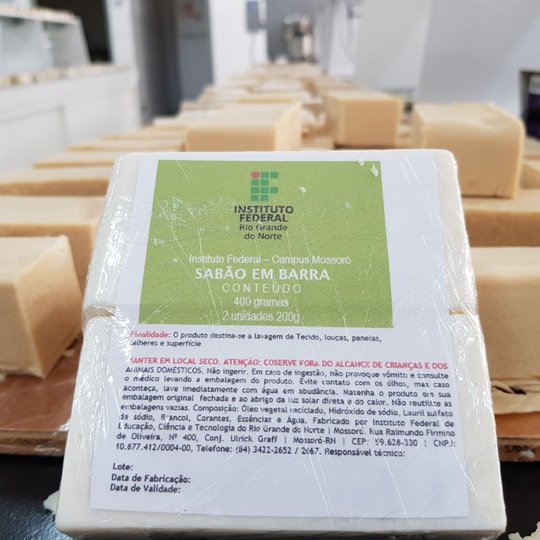 INSTITUTO
FEDERAL
Rio Grande
do Norte
Instituto Federal – Campus Mossoró
SABÃO EM BARRA
CONTEÚDO
400 gramas
2 unidades 200g
Finalidade: O produto destina-se a lavagem de Tecido, louças, panelas,
talheres e superfície
MANTER EM LOCAL SECO. ATENÇÃO: COSERVE FORA DO ALCANCE DE CRIANÇAS E DOS
ANIMAIS DOMÉSTICOS. Não ingerir. Em caro de ingestão, não provoque vômito e consulte
o médico levando a embalagem do produto. Evite contato com os olhos, mas caso
aconteça, lave imediatamente com água em abudância. Matenha o produto em sua
embalagem original fechada e ao abrigo da luz solar direta e do calor. Não reutilite as
embalagens vazias. Composição: Óleo vegetal reciclado, Hidróxido de sódio, Lauril sulfato
de sódio, Corantes, Essências e Água. Fabricado por Instituto Federal de
Educação, Ciência e Tecnologia do Rio Grande do Norte | Mossoró. Rua Raimundo Firmino
de Oliveira, Nº 400, Conj. Ulrick Graff | Mossoró-RN | CEP: 59.628-330 | CNPJ:
10.877.412/0004-00, Telefone: (84) 3422-2652 / 2667. Responsável técnico:
Lote:
Data de Fabricação:
Data de Validade: